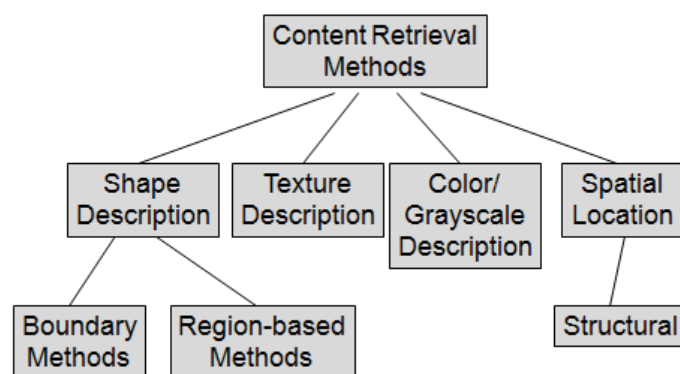 Content Retrieval
Methods
Shape
Description
Texture
Description
Color/
Grayscale
Description
Spatial
Location
Boundary
Methods
Region-based
Methods
Structural